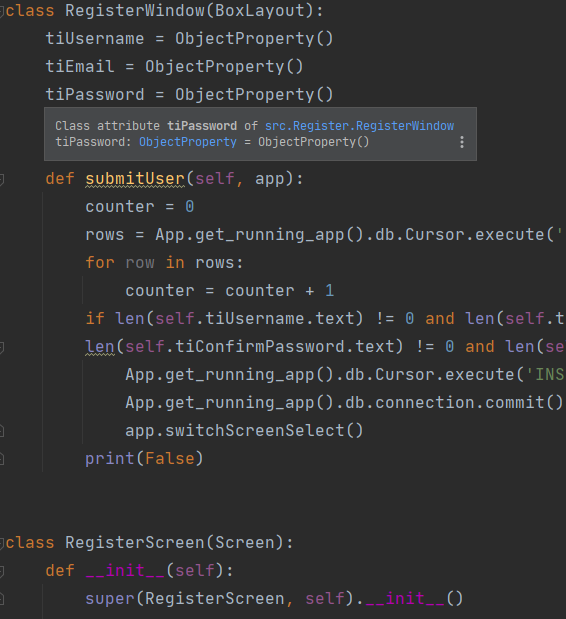 class RegisterWindow(BoxLayout):
    tiUsername = ObjectProperty()
    tiEmail = ObjectProperty()
    tiPassword = ObjectProperty()
Class attribute tiPassword of src.Register.RegisterWindow
tiPassword: ObjectProperty = ObjectProperty()
    def submitUser(self, app):
        counter = 0
        rows = App.get_running_app().db.Cursor.execute('
        for row in rows:
            counter = counter + 1
        if len(self.tiUsername.text) != 0 and len(self.t
        len(self.tiConfirmPassword.text) != 0 and len(se
            App.get_running_app().db.Cursor.execute('INS
            App.get_running_app().db.connection.commit()
            app.switchScreenSelect()
        print(False)
class RegisterScreen(Screen):
    def __init__(self):
        super(RegisterScreen, self).__init__()